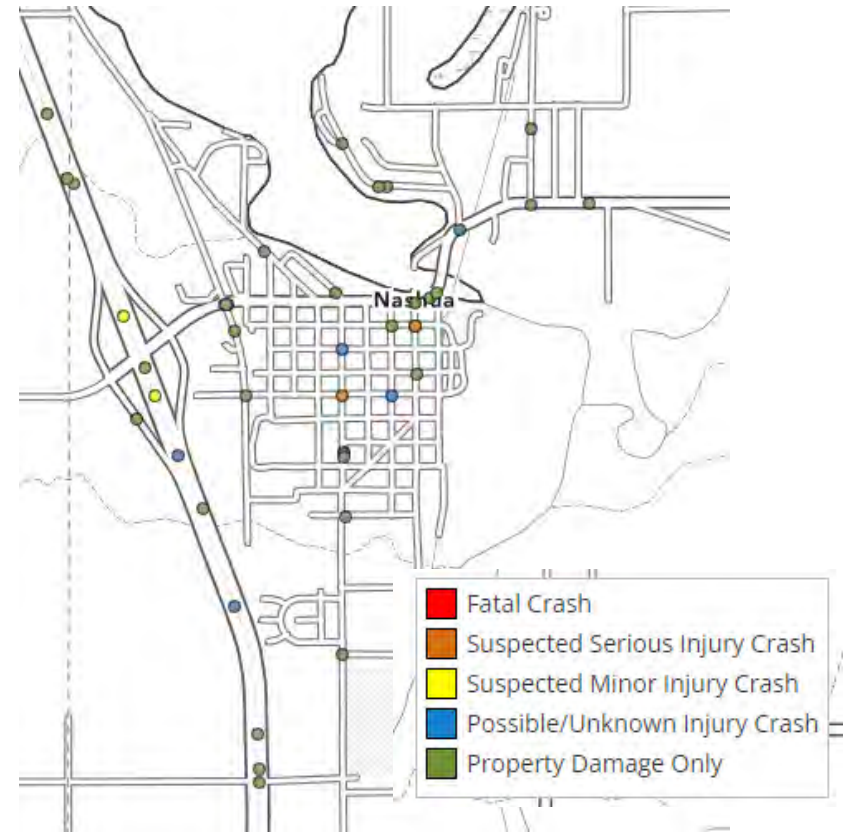 Nashua
Fatal Crash
Suspected Serious Injury Crash
Suspected Minor Injury Crash
Possible/Unknown Injury Crash
Property Damage Only